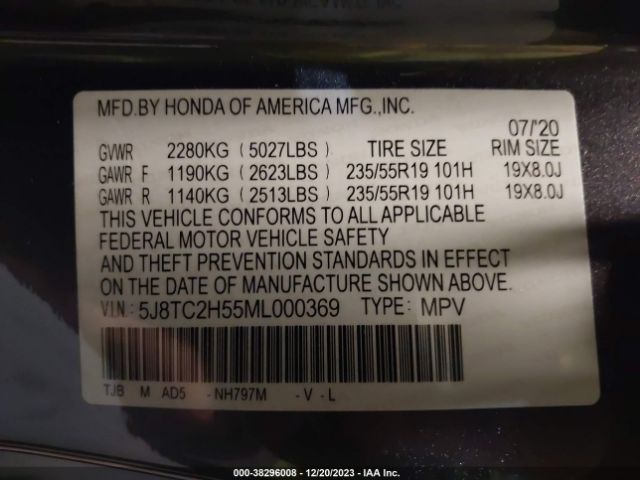 MFD.BY HONDA OF AMERICA MFG.,INC.
07/'20
GVWR 2280KG (5027LBS) TIRE SIZE RIM SIZE
GAWR F 1190KG (2623LBS) 235/55R19 101H 19X8.0J
GAWR R 1140KG (2513LBS) 235/55R19 101H 19X8.0J
THIS VEHICLE CONFORMS TO ALL APPLICABLE
FEDERAL MOTOR VEHICLE SAFETY
AND THEFT PREVENTION STANDARDS IN EFFECT
ON THE DATE OF MANUFACTURE SHOWN ABOVE.
V.I.N.: 5J8TC2H55ML000369 TYPE: MPV
TJB M AD5 -NH797M -V -L
000-38296008 - 12/20/2023 - IAA Inc.